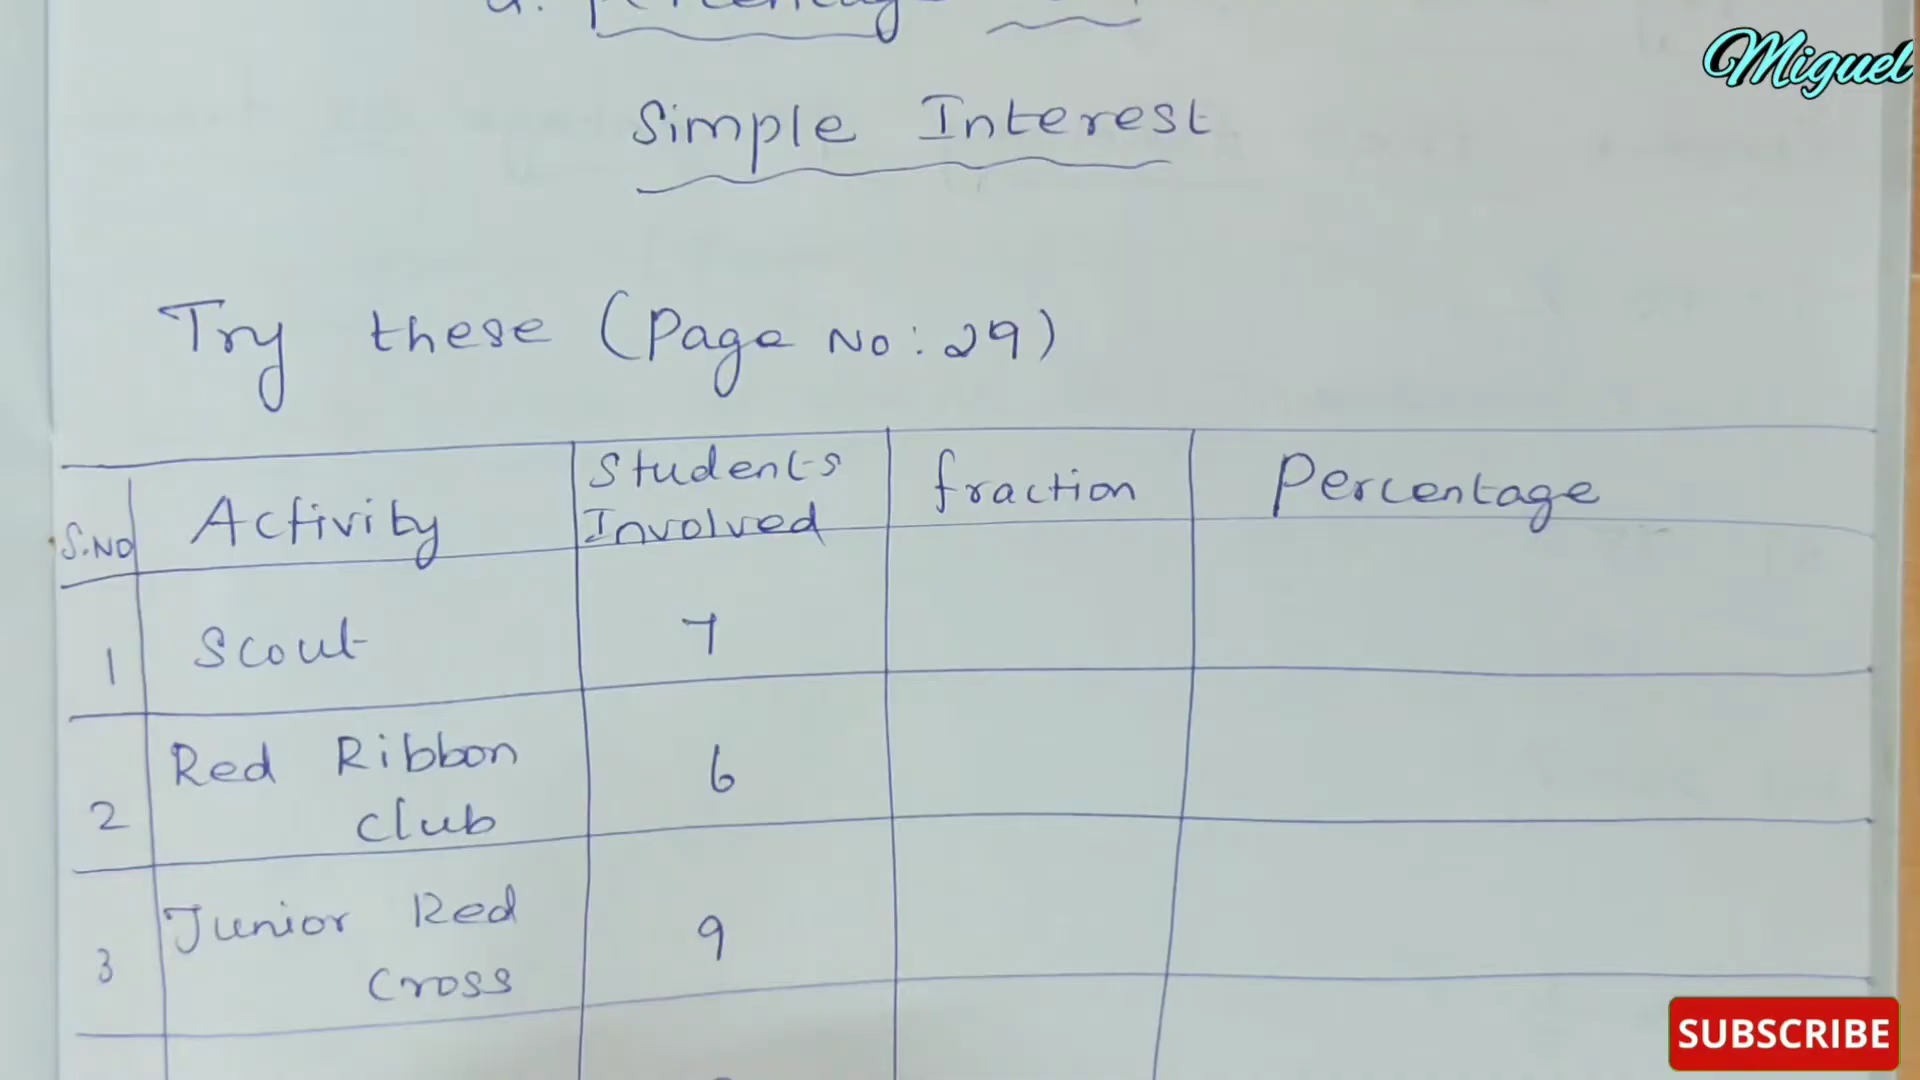 Miguel
Simple Interest
Try these (Page No: 29)
S.No Activity Students Involved fraction Percentage
1 Scout 7
2 Red Ribbon club 6
3 Junior Red Cross 9
SUBSCRIBE